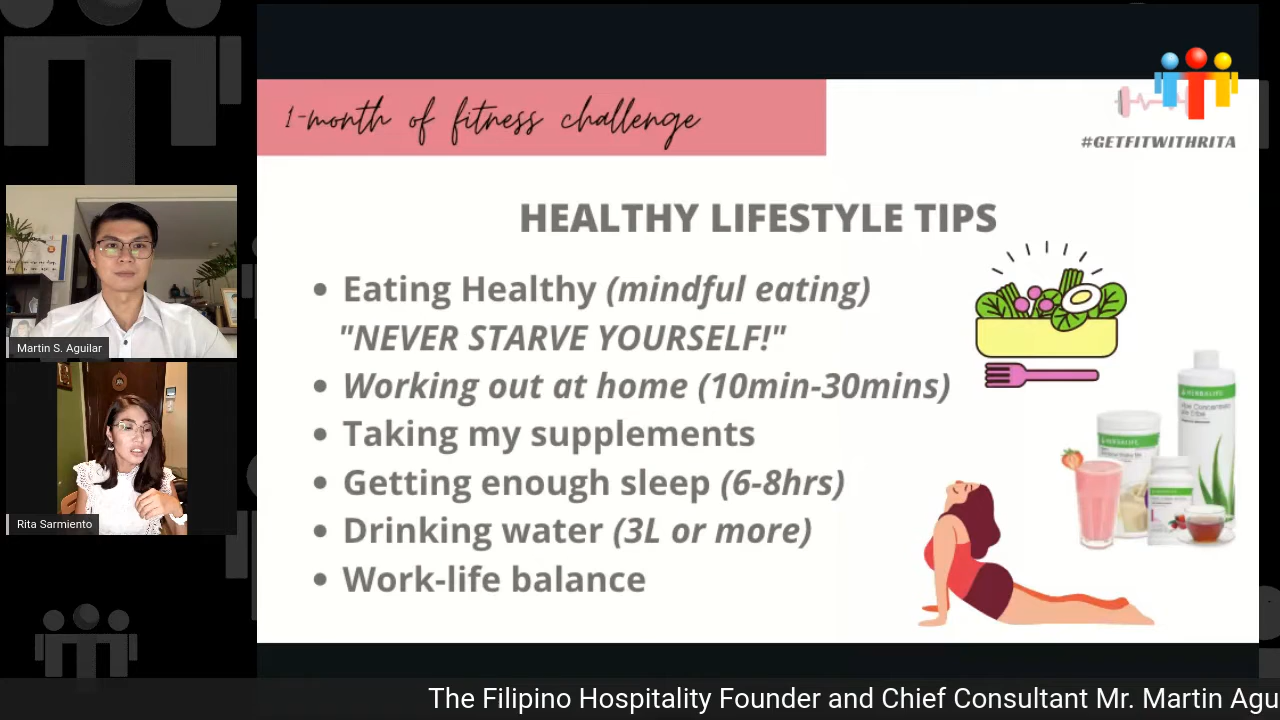 1-month of fitness challenge
#GETFITWITHRITA
HEALTHY LIFESTYLE TIPS
• Eating Healthy (mindful eating)
"NEVER STARVE YOURSELF!"
• Working out at home (10min-30mins)
• Taking my supplements
• Getting enough sleep (6-8hrs)
• Drinking water (3L or more)
• Work-life balance
HERBALIFE
HERBALIFE
Martin S. Aguilar
Rita Sarmiento
The Filipino Hospitality Founder and Chief Consultant Mr. Martin Agu